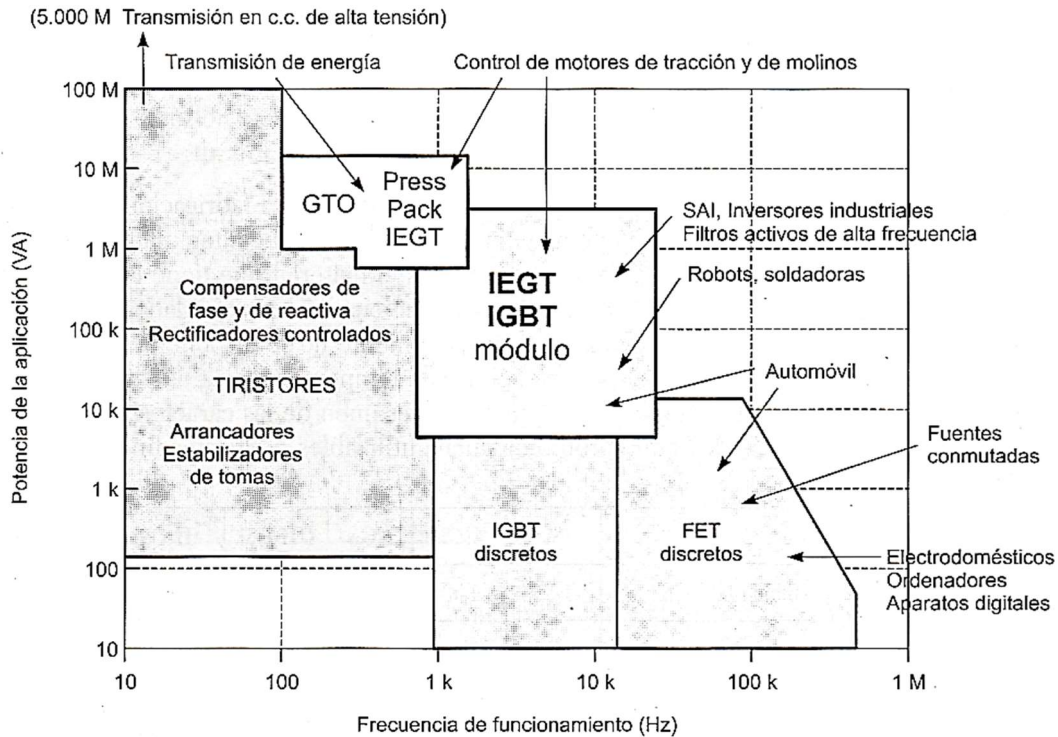 (5.000 M Transmisión en c.c. de alta tensión)
Transmisión de energía
Control de motores de tracción y de molinos
100 M
10 M
1 M
100 k
10 k
1 k
100
10
Potencia de la aplicación (VA)
GTO
Press
Pack
IEGT
SAI, Inversores industriales
Filtros activos de alta frecuencia
Robots, soldadoras
IEGT
IGBT
módulo
Compensadores de
fase y de reactiva
Rectificadores controlados
TIRISTORES
Automóvil
Arrancadores
Estabilizadores
de tomas
Fuentes
conmutadas
IGBT
discretos
FET
discretos
Electrodomésticos
Ordenadores
Aparatos digitales
10
100
1 k
10 k
100 k
1 M
Frecuencia de funcionamiento (Hz)